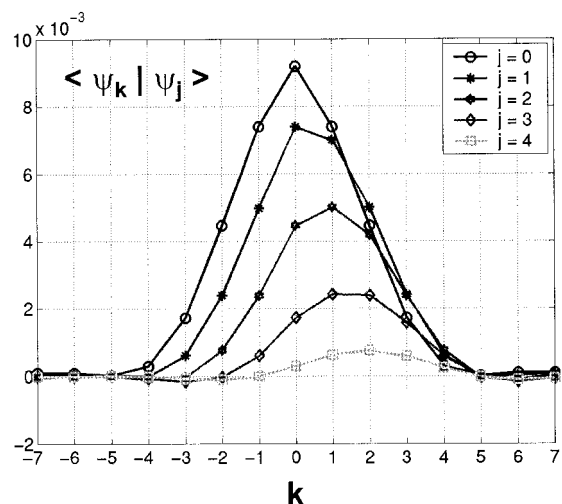 10 × 10⁻³
< ψk | ψj >
j = 0
j = 1
j = 2
j = 3
j = 4
8
6
4
2
0
−2
−7 −6 −5 −4 −3 −2 −1 0 1 2 3 4 5 6 7
k